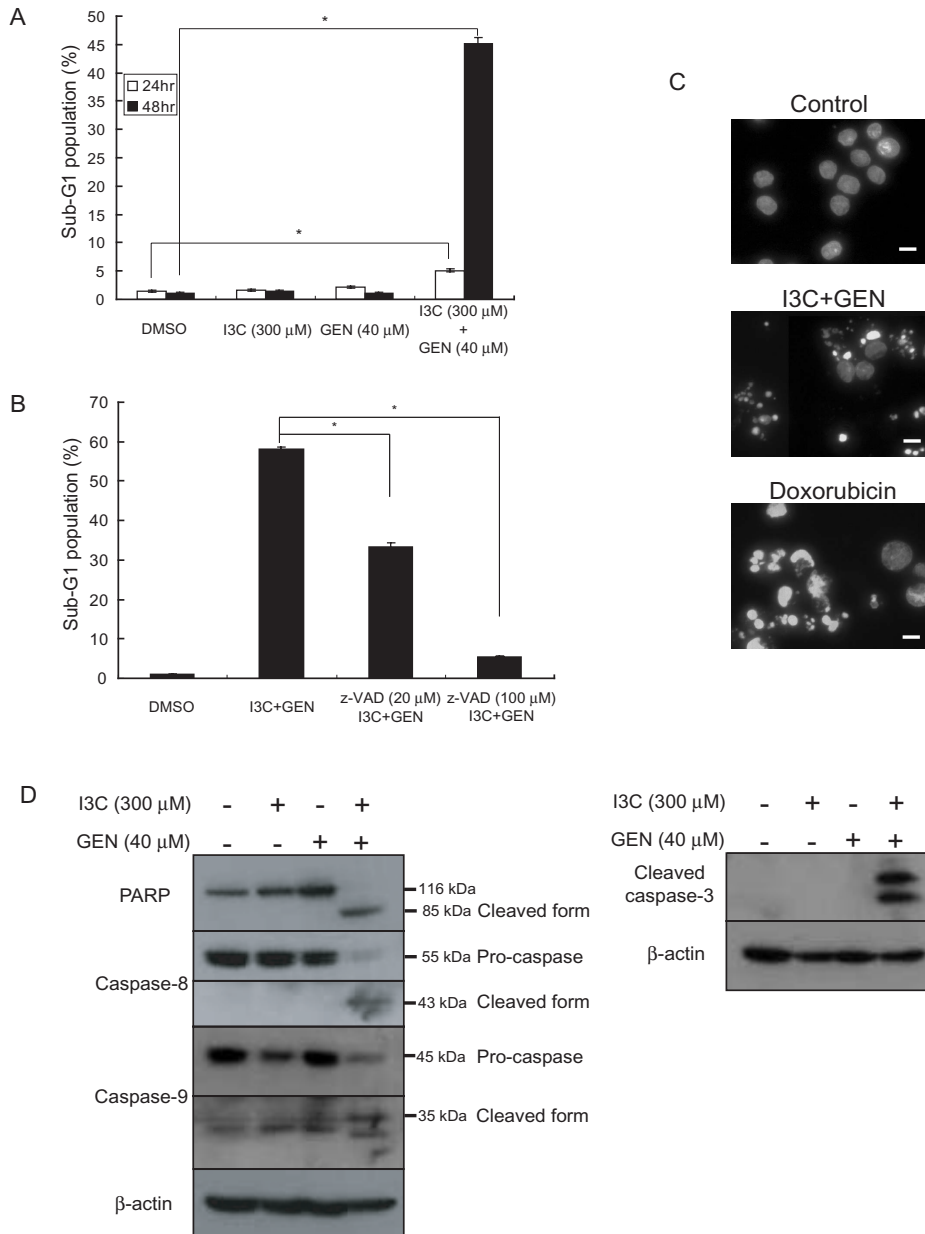 A
Sub-G1 population (%)
50
45
40
35
30
25
20
15
10
5
0
24hr
48hr
*
*
DMSO
I3C (300 μM)
GEN (40 μM)
I3C (300 μM)
+
GEN (40 μM)
B
Sub-G1 population (%)
70
60
50
40
30
20
10
0
*
*
DMSO
I3C+GEN
z-VAD (20 μM)
I3C+GEN
z-VAD (100 μM)
I3C+GEN
C
Control
I3C+GEN
Doxorubicin
D
I3C (300 μM) - + - +
GEN (40 μM) - - + +
PARP
116 kDa
85 kDa Cleaved form
Caspase-8
55 kDa Pro-caspase
43 kDa Cleaved form
Caspase-9
45 kDa Pro-caspase
35 kDa Cleaved form
β-actin
I3C (300 μM) - + - +
GEN (40 μM) - - + +
Cleaved
caspase-3
β-actin